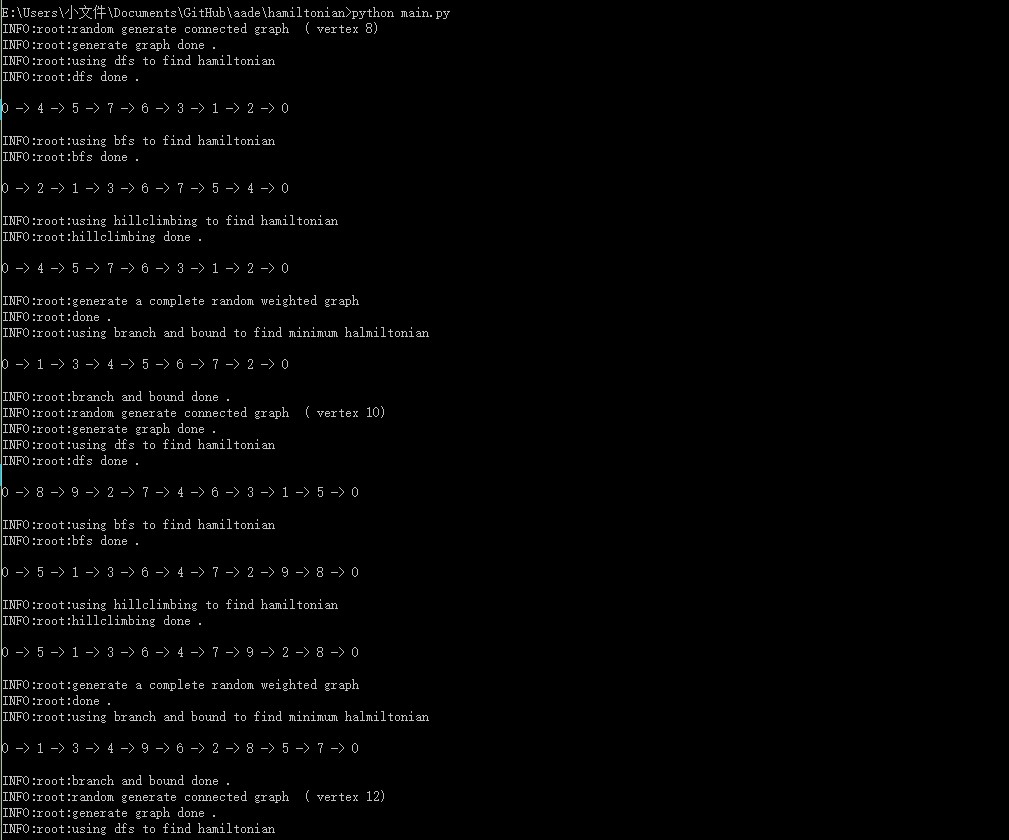 E:\Users\小文件\Documents\GitHub\aade\hamiltonian>python main.py
INFO:root:random generate connected graph  ( vertex 8)
INFO:root:generate graph done .
INFO:root:using dfs to find hamiltonian
INFO:root:dfs done .
0 -> 4 -> 5 -> 7 -> 6 -> 3 -> 1 -> 2 -> 0
INFO:root:using bfs to find hamiltonian
INFO:root:bfs done .
0 -> 2 -> 1 -> 3 -> 6 -> 7 -> 5 -> 4 -> 0
INFO:root:using hillclimbing to find hamiltonian
INFO:root:hillclimbing done .
0 -> 4 -> 5 -> 7 -> 6 -> 3 -> 1 -> 2 -> 0
INFO:root:generate a complete random weighted graph
INFO:root:done .
INFO:root:using branch and bound to find minimum halmiltonian
0 -> 1 -> 3 -> 4 -> 5 -> 6 -> 7 -> 2 -> 0
INFO:root:branch and bound done .
INFO:root:random generate connected graph  ( vertex 10)
INFO:root:generate graph done .
INFO:root:using dfs to find hamiltonian
INFO:root:dfs done .
0 -> 8 -> 9 -> 2 -> 7 -> 4 -> 6 -> 3 -> 1 -> 5 -> 0
INFO:root:using bfs to find hamiltonian
INFO:root:bfs done .
0 -> 5 -> 1 -> 3 -> 6 -> 4 -> 7 -> 2 -> 9 -> 8 -> 0
INFO:root:using hillclimbing to find hamiltonian
INFO:root:hillclimbing done .
0 -> 5 -> 1 -> 3 -> 6 -> 4 -> 7 -> 9 -> 2 -> 8 -> 0
INFO:root:generate a complete random weighted graph
INFO:root:done .
INFO:root:using branch and bound to find minimum halmiltonian
0 -> 1 -> 3 -> 4 -> 9 -> 6 -> 2 -> 8 -> 5 -> 7 -> 0
INFO:root:branch and bound done .
INFO:root:random generate connected graph  ( vertex 12)
INFO:root:generate graph done .
INFO:root:using dfs to find hamiltonian